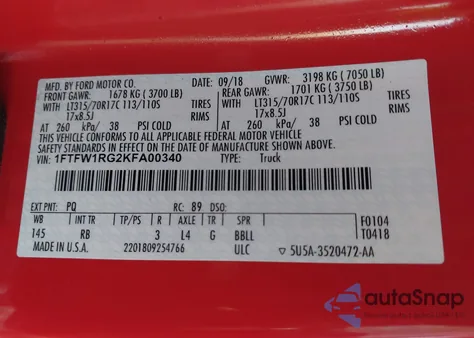 MFD. BY FORD MOTOR CO. DATE: 09/18 GVWR: 3198 KG ( 7050 LB)
FRONT GAWR: REAR GAWR:
1678 KG ( 3700 LB) 1701 KG ( 3750 LB)
LT315/70R17C 113/110S TIRES LT315/70R17C 113/110S TIRES
17x8.5J RIMS 17x8.5J RIMS
AT 260 kPa/ 38 PSI COLD AT 260 kPa/ 38 PSI COLD
THIS VEHICLE CONFORMS TO ALL APPLICABLE FEDERAL MOTOR VEHICLE
SAFETY STANDARDS IN EFFECT ON THE DATE OF MANUFACTURE SHOWN ABOVE.
VIN: 1FTFW1RG2KFA00340 TYPE: Truck
EXT PNT: PQ RC: 89 DSO:
WB INT TR TP/PS R AXLE TR SPR F0104
145 RB 3 L4 G BBLL T0418
MADE IN U.S.A. 2201809254766 ULC ▽ 5U5A-3520472-AA
autoSnap